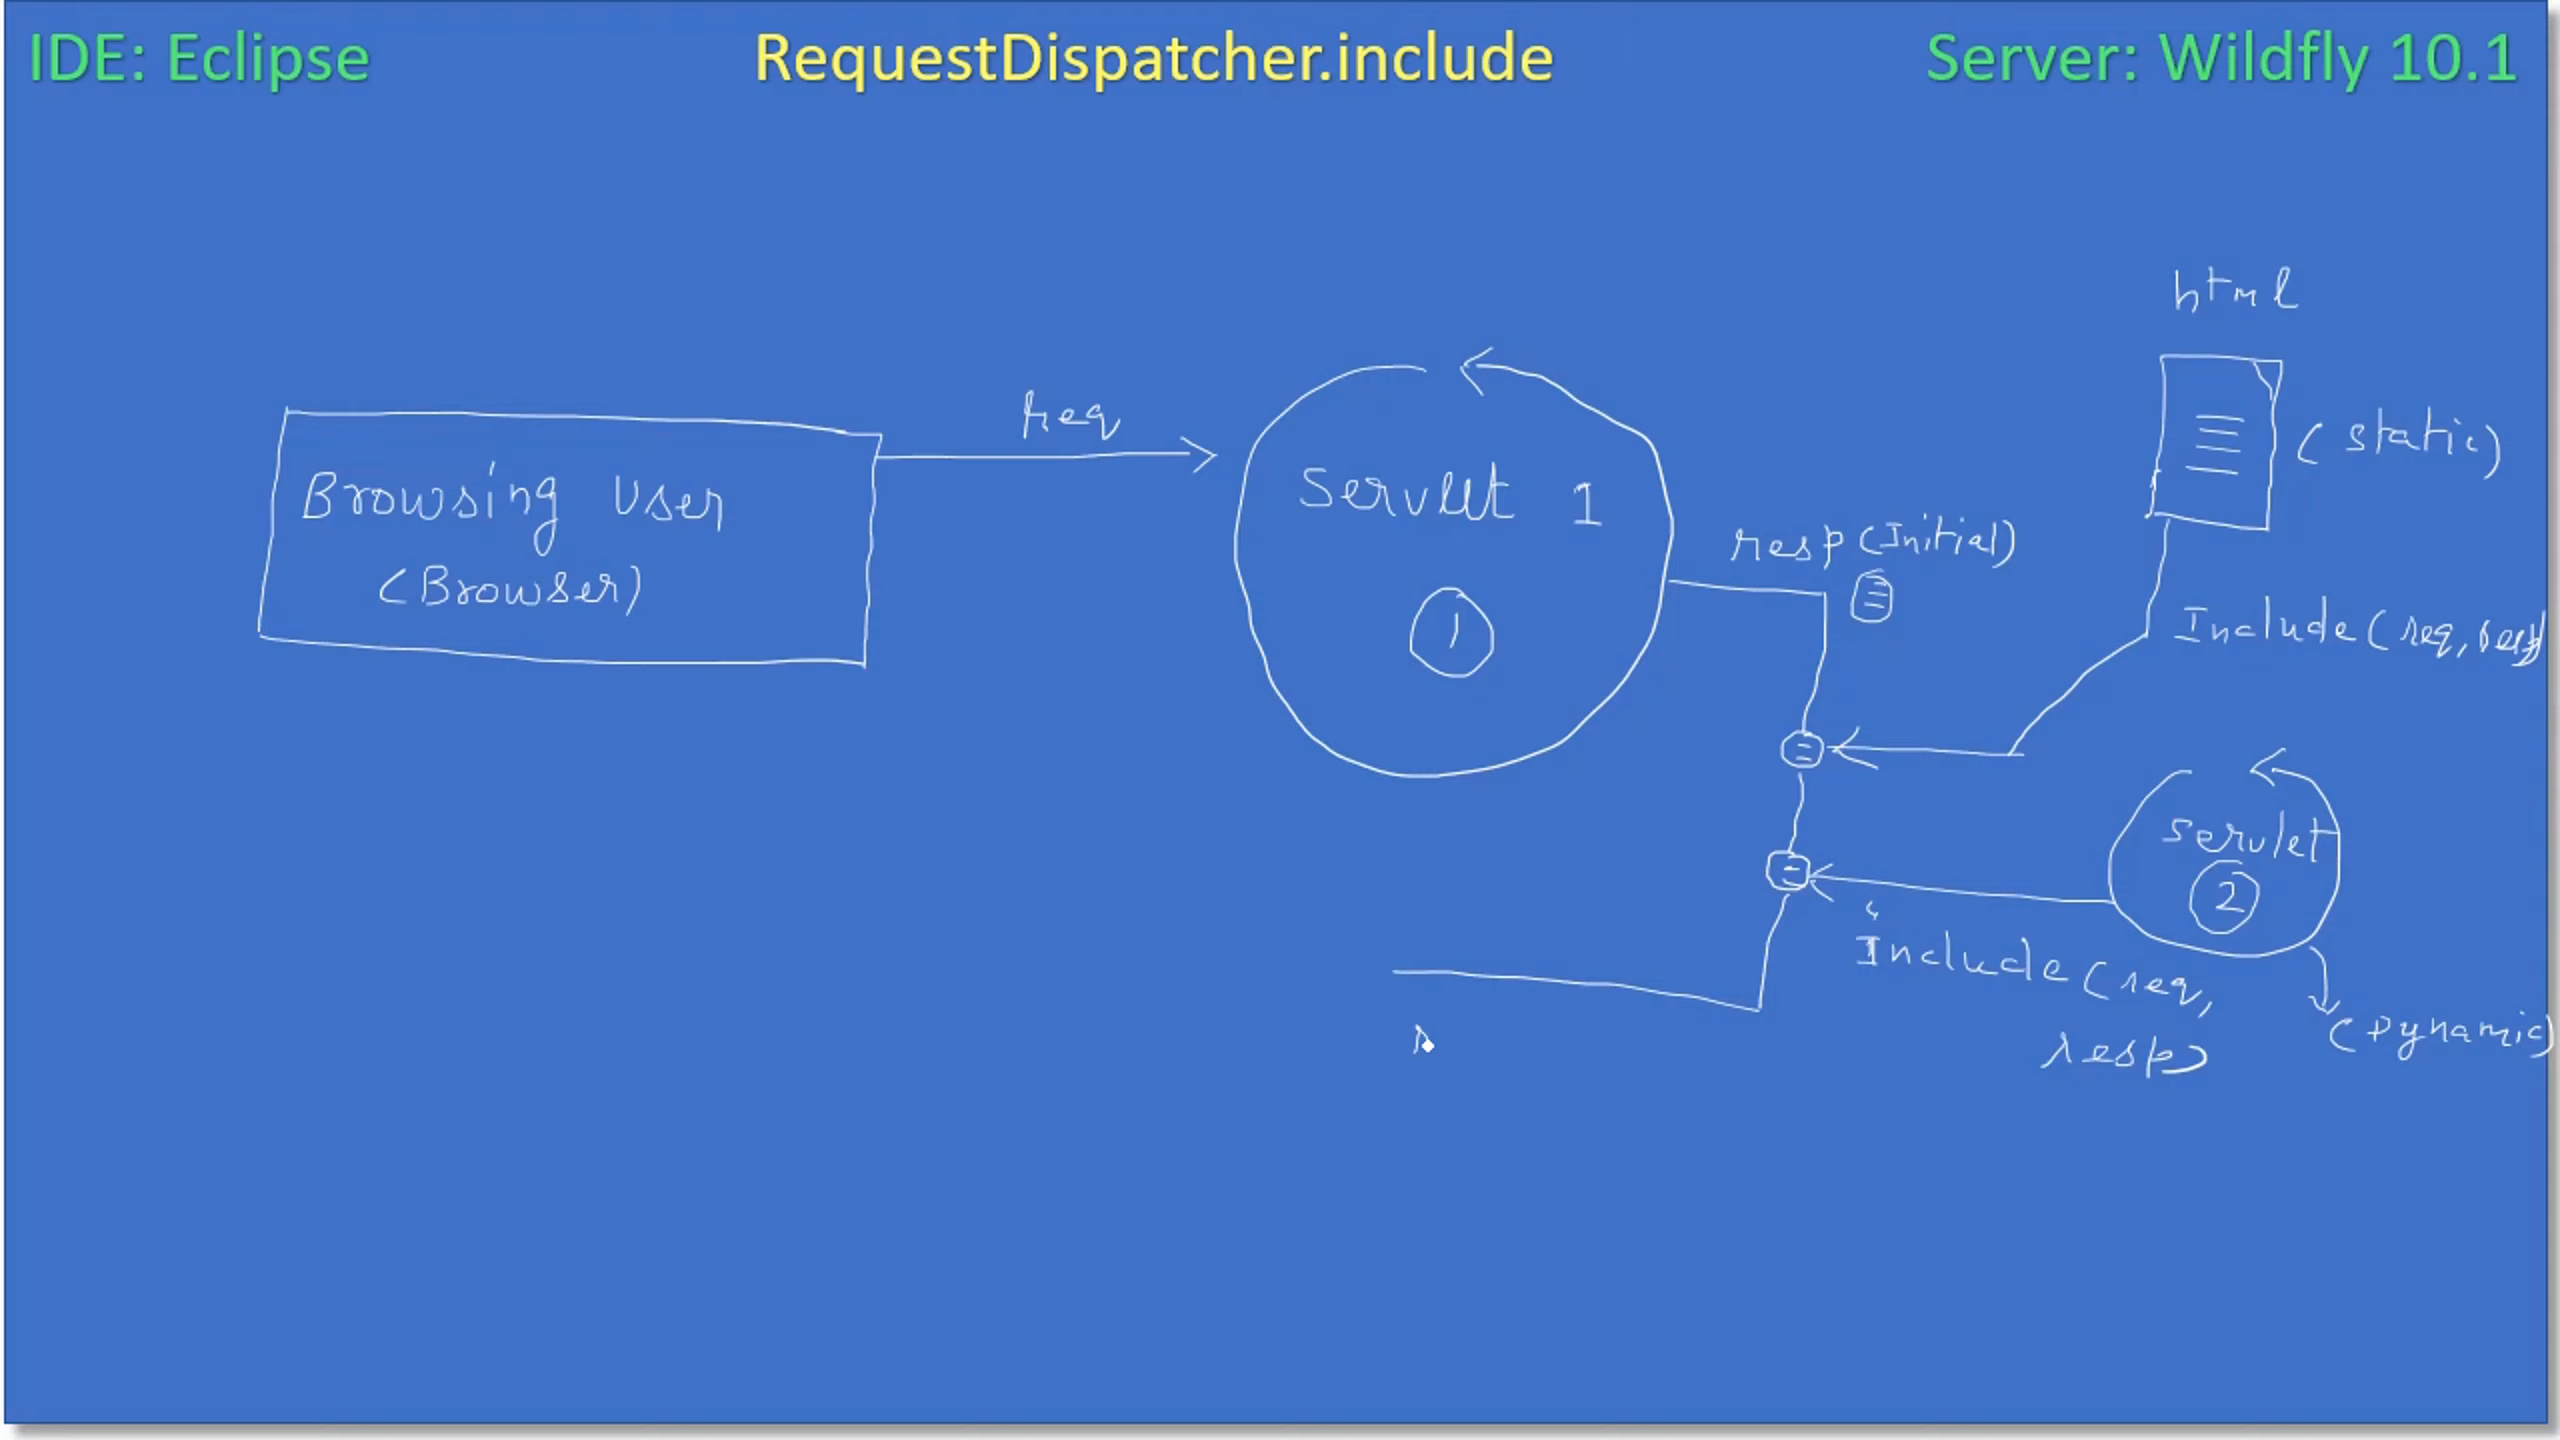 IDE: Eclipse
RequestDispatcher.include
Server: Wildfly 10.1
html
req
Browsing User
(Browser)
Servlet 1
1
(static)
resp (Initial)
Include (req, resp)
servlet
2
Include (req,
resp)
(Dynamic)